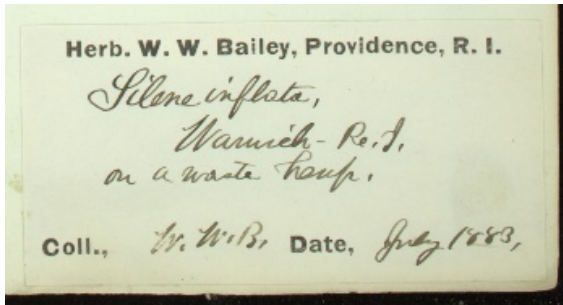 Herb. W. W. Bailey, Providence, R. I.
Silene inflata,
Warwick - R. I.
on a waste heap.
Coll., W. W. B. Date, July 1883,